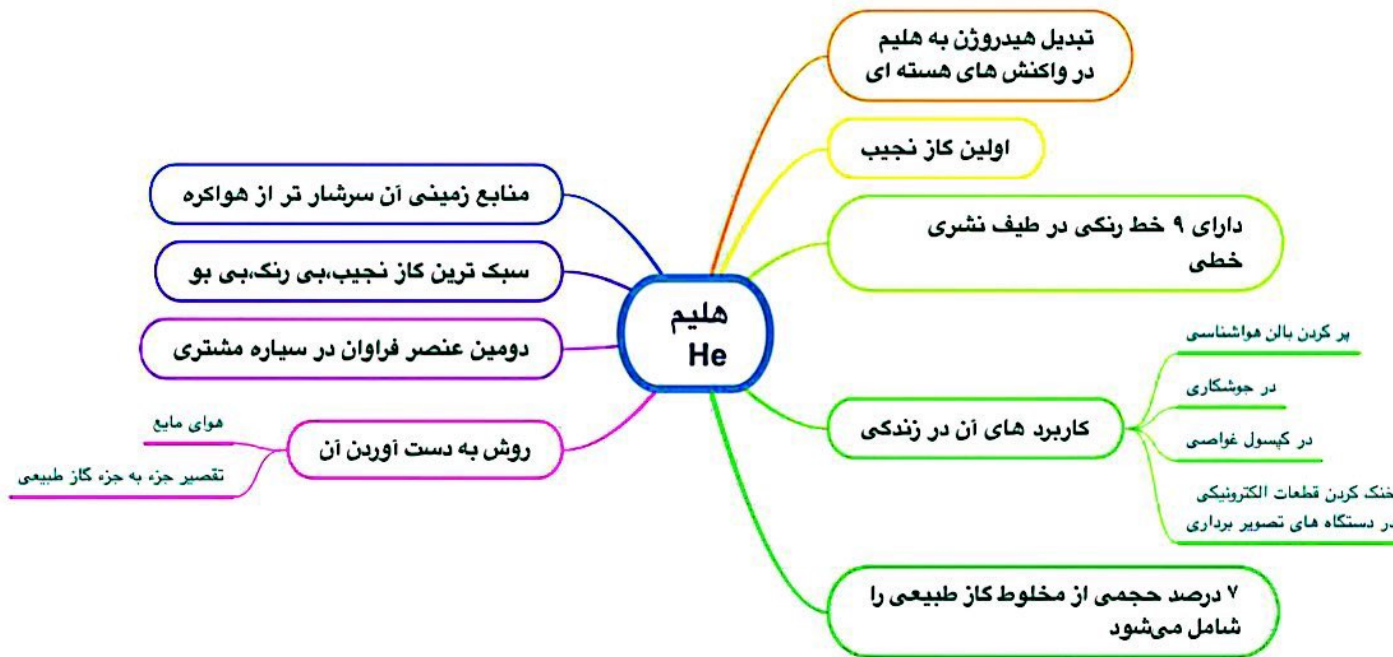 هلیم
He
تبدیل هیدروژن به هلیم
در واکنش های هسته ای
اولین گاز نجیب
دارای ۹ خط رنگی در طیف نشری
خطی
کاربرد های آن در زندگی
پر کردن بالن هواشناسی
در جوشکاری
در کپسول غواصی
خنک کردن قطعات الکترونیکی
در دستگاه های تصویر برداری
۷ درصد حجمی از مخلوط گاز طبیعی را
شامل می‌شود
منابع زمینی آن سرشار تر از هواکره
سبک ترین گاز نجیب،بی رنگ،بی بو
دومین عنصر فراوان در سیاره مشتری
روش به دست آوردن آن
هوای مایع
تقصیر جزء به جزء گاز طبیعی